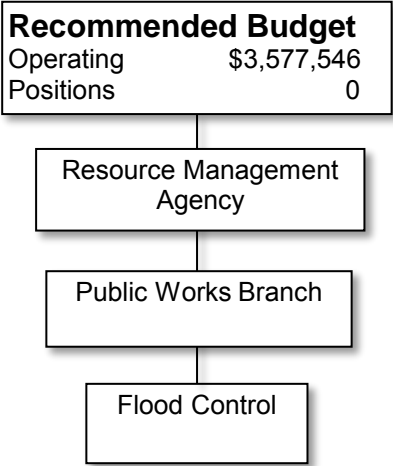 Recommended Budget
Operating $3,577,546
Positions 0
Resource Management
Agency
Public Works Branch
Flood Control